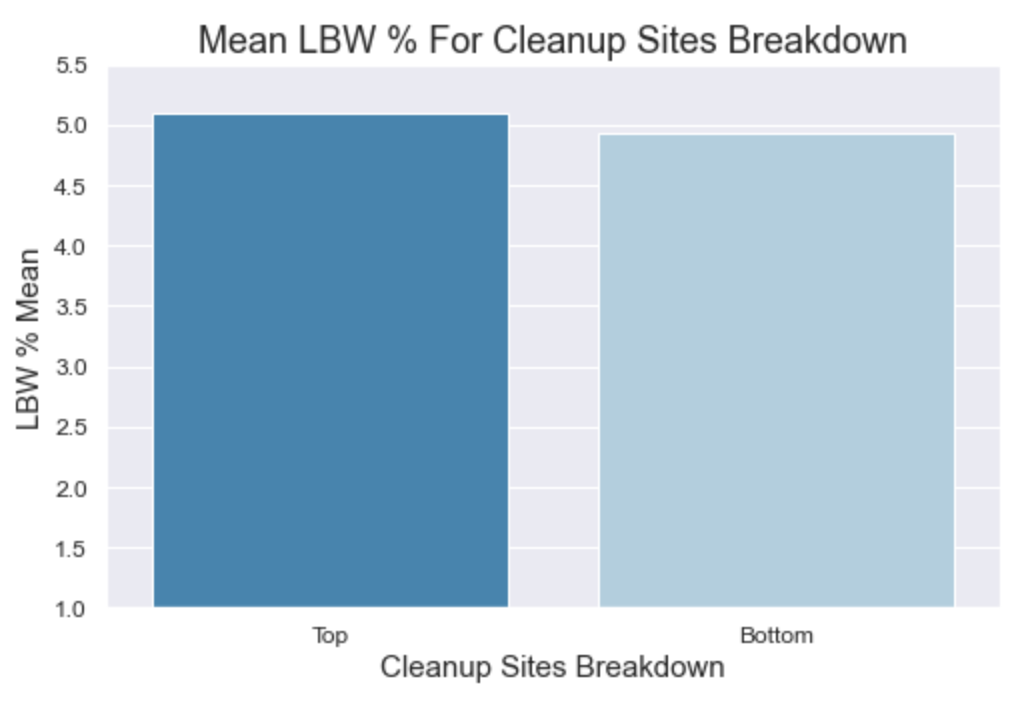 Mean LBW % For Cleanup Sites Breakdown
5.5
5.0
4.5
4.0
3.5
3.0
2.5
2.0
1.5
1.0
LBW % Mean
Top
Bottom
Cleanup Sites Breakdown